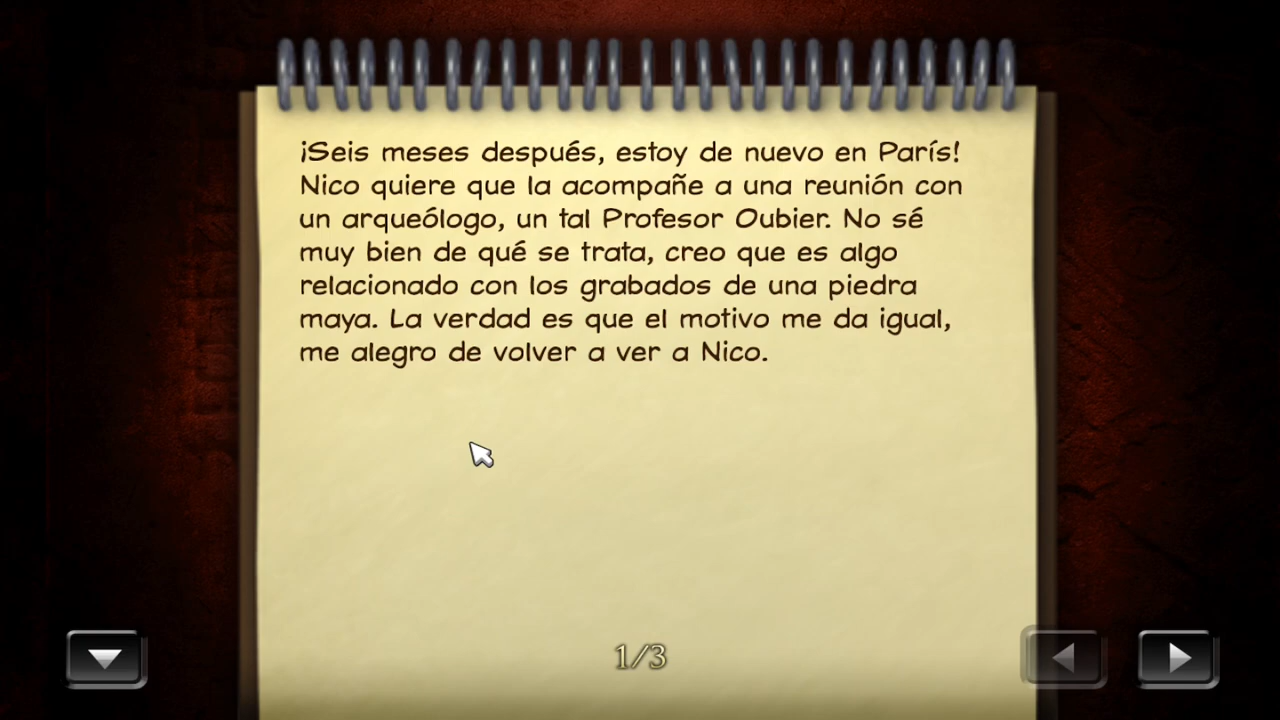 ¡Seis meses después, estoy de nuevo en París!
Nico quiere que la acompañe a una reunión con
un arqueólogo, un tal Profesor Oubier. No sé
muy bien de qué se trata, creo que es algo
relacionado con los grabados de una piedra
maya. La verdad es que el motivo me da igual,
me alegro de volver a ver a Nico.
1/3